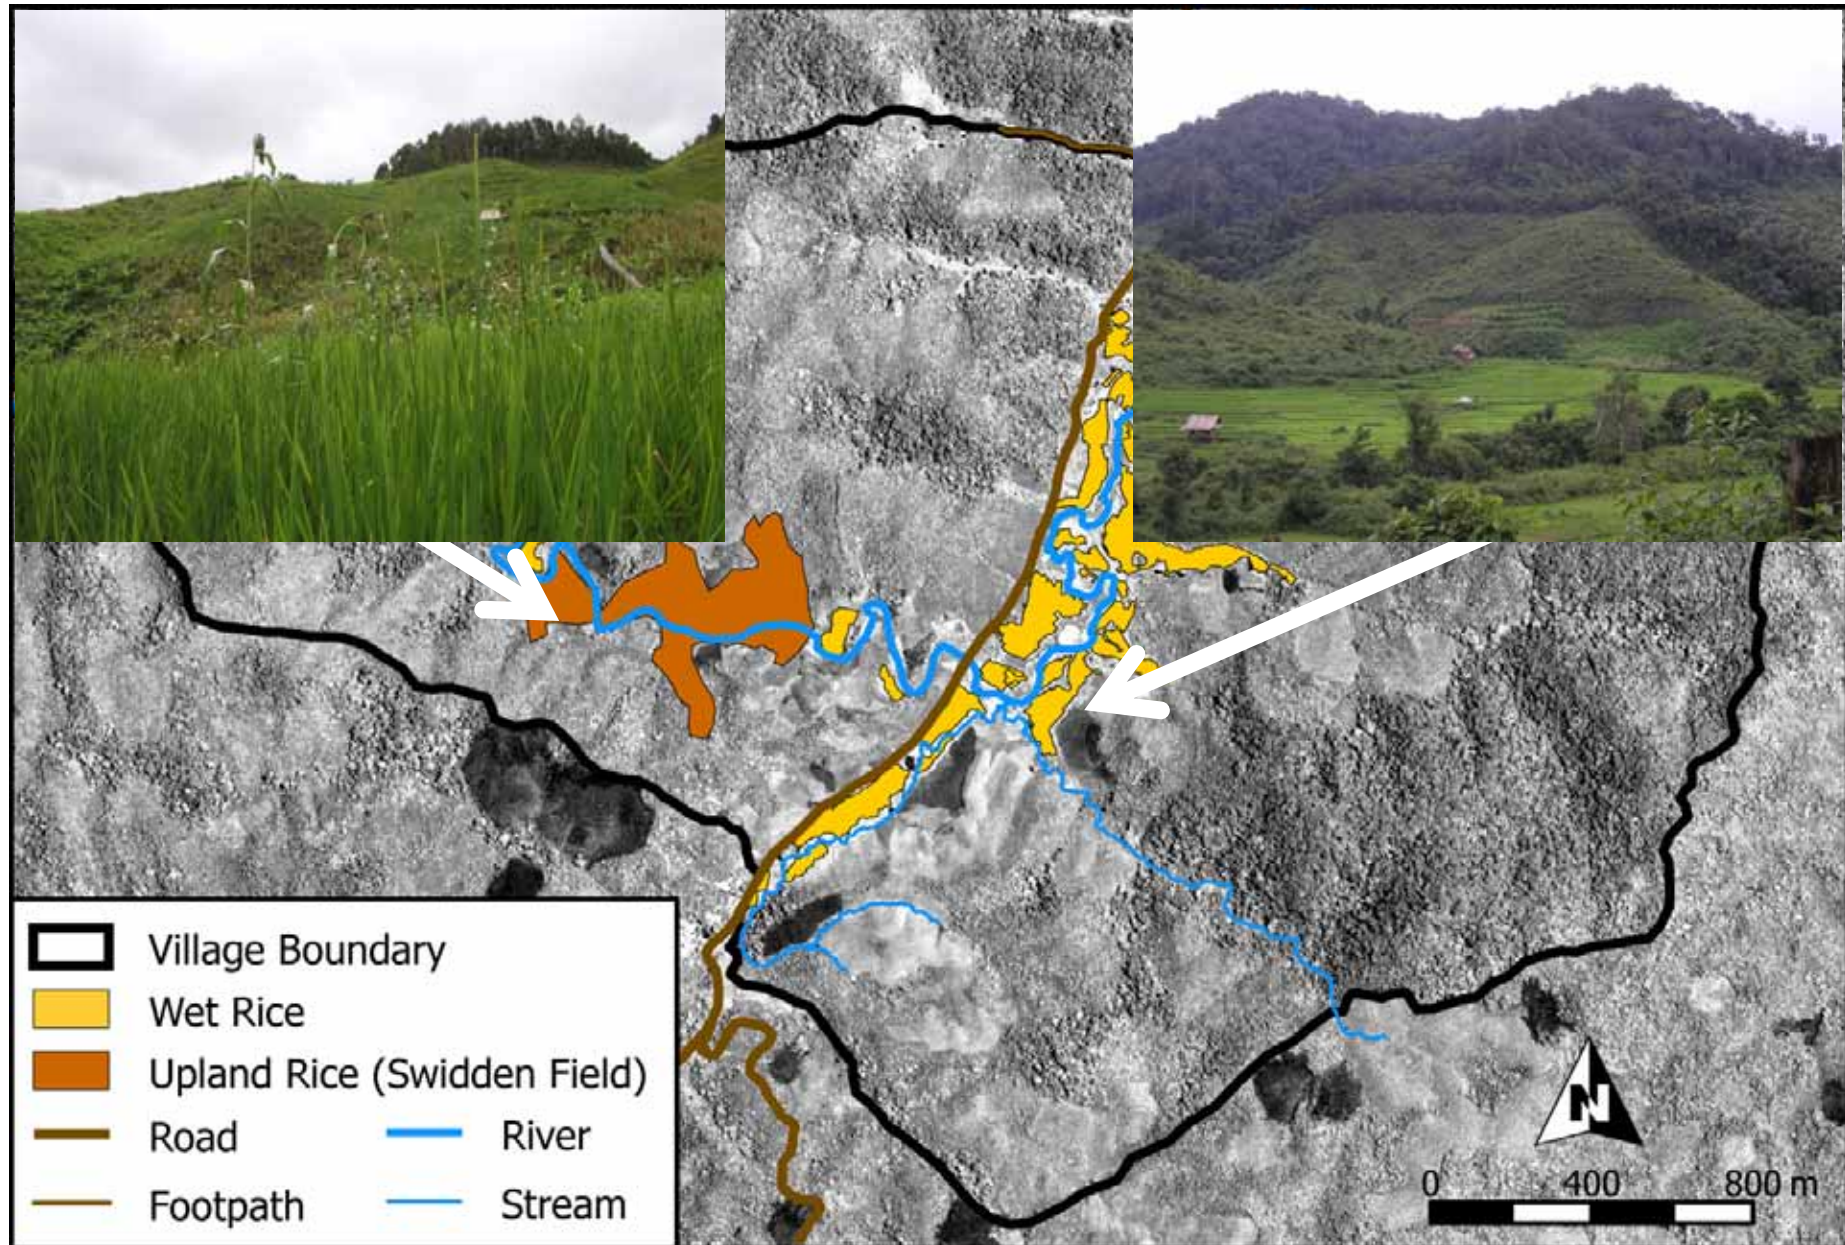 Village Boundary
Wet Rice
Upland Rice (Swidden Field)
Road River
Footpath Stream
N
0 400 800 m